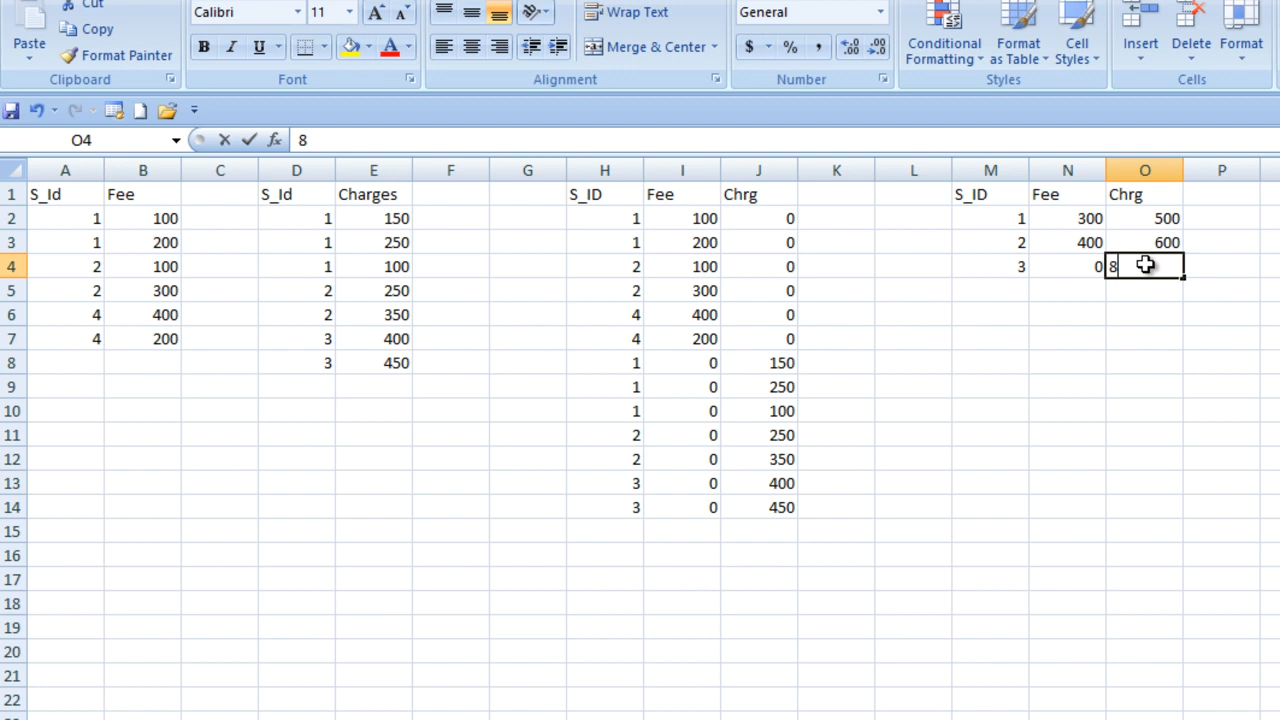 Cut
Calibri 11 A A Wrap Text General
Copy
Paste Format Painter B I U A Merge & Center $ % , .0 .00 .00 .0 Conditional Formatting Format as Table Cell Styles Insert Delete Format
Clipboard Font Alignment Number Styles Cells
O4 fx 8
A B C D E F G H I J K L M N O P
1 S_Id Fee S_Id Charges S_ID Fee Chrg S_ID Fee Chrg
2 1 100 1 150 1 100 0 1 300 500
3 1 200 1 250 1 200 0 2 400 600
4 2 100 1 100 2 100 0 3 0 8
5 2 300 2 250 2 300 0
6 4 400 2 350 4 400 0
7 4 200 3 400 4 200 0
8 3 450 1 0 150
9 1 0 250
10 1 0 100
11 2 0 250
12 2 0 350
13 3 0 400
14 3 0 450
15
16
17
18
19
20
21
22